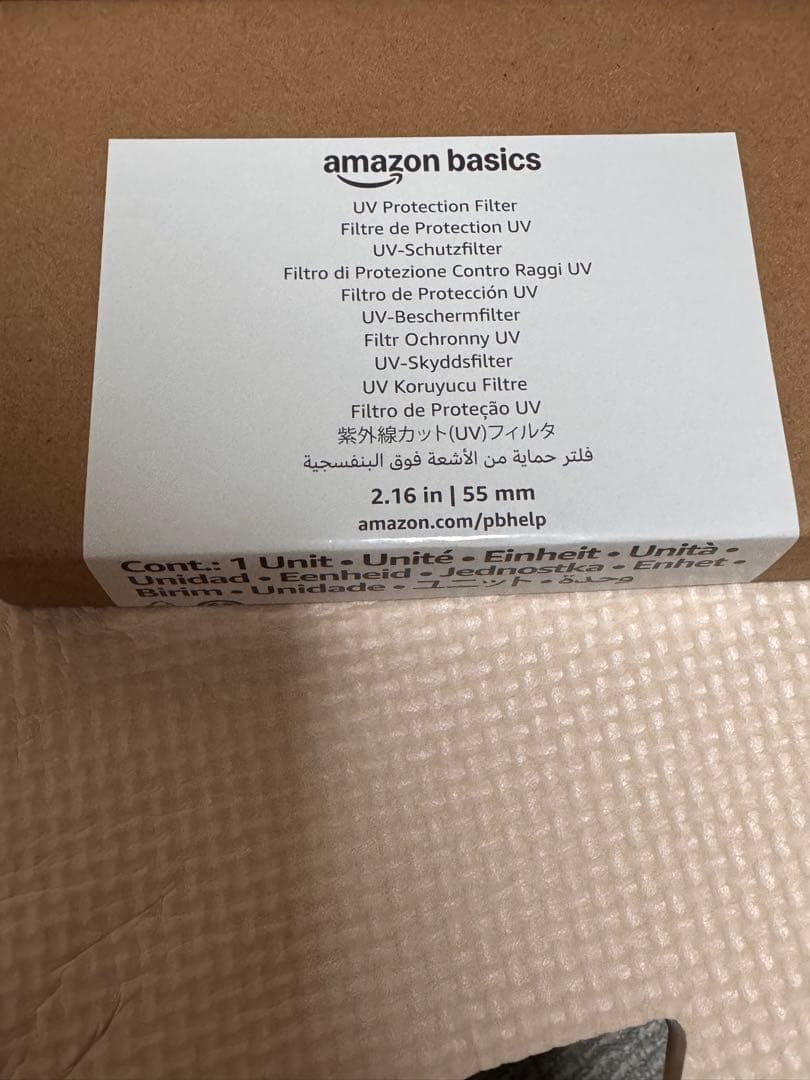 amazon basics
UV Protection Filter
Filtre de Protection UV
UV-Schutzfilter
Filtro di Protezione Contro Raggi UV
Filtro de Protección UV
UV-Beschermfilter
Filtr Ochronny UV
UV-Skyddsfilter
UV Koruyucu Filtre
Filtro de Proteção UV
紫外線カット(UV)フィルタ
فلتر حماية من الأشعة فوق البنفسجية
2.16 in | 55 mm
amazon.com/pbhelp
Cont.: 1 Unit • Unité • Einheit • Unità •
Unidad • Eenheid • Jednostka • Enhet •
Birim • Unidade • ユニット • وحدة